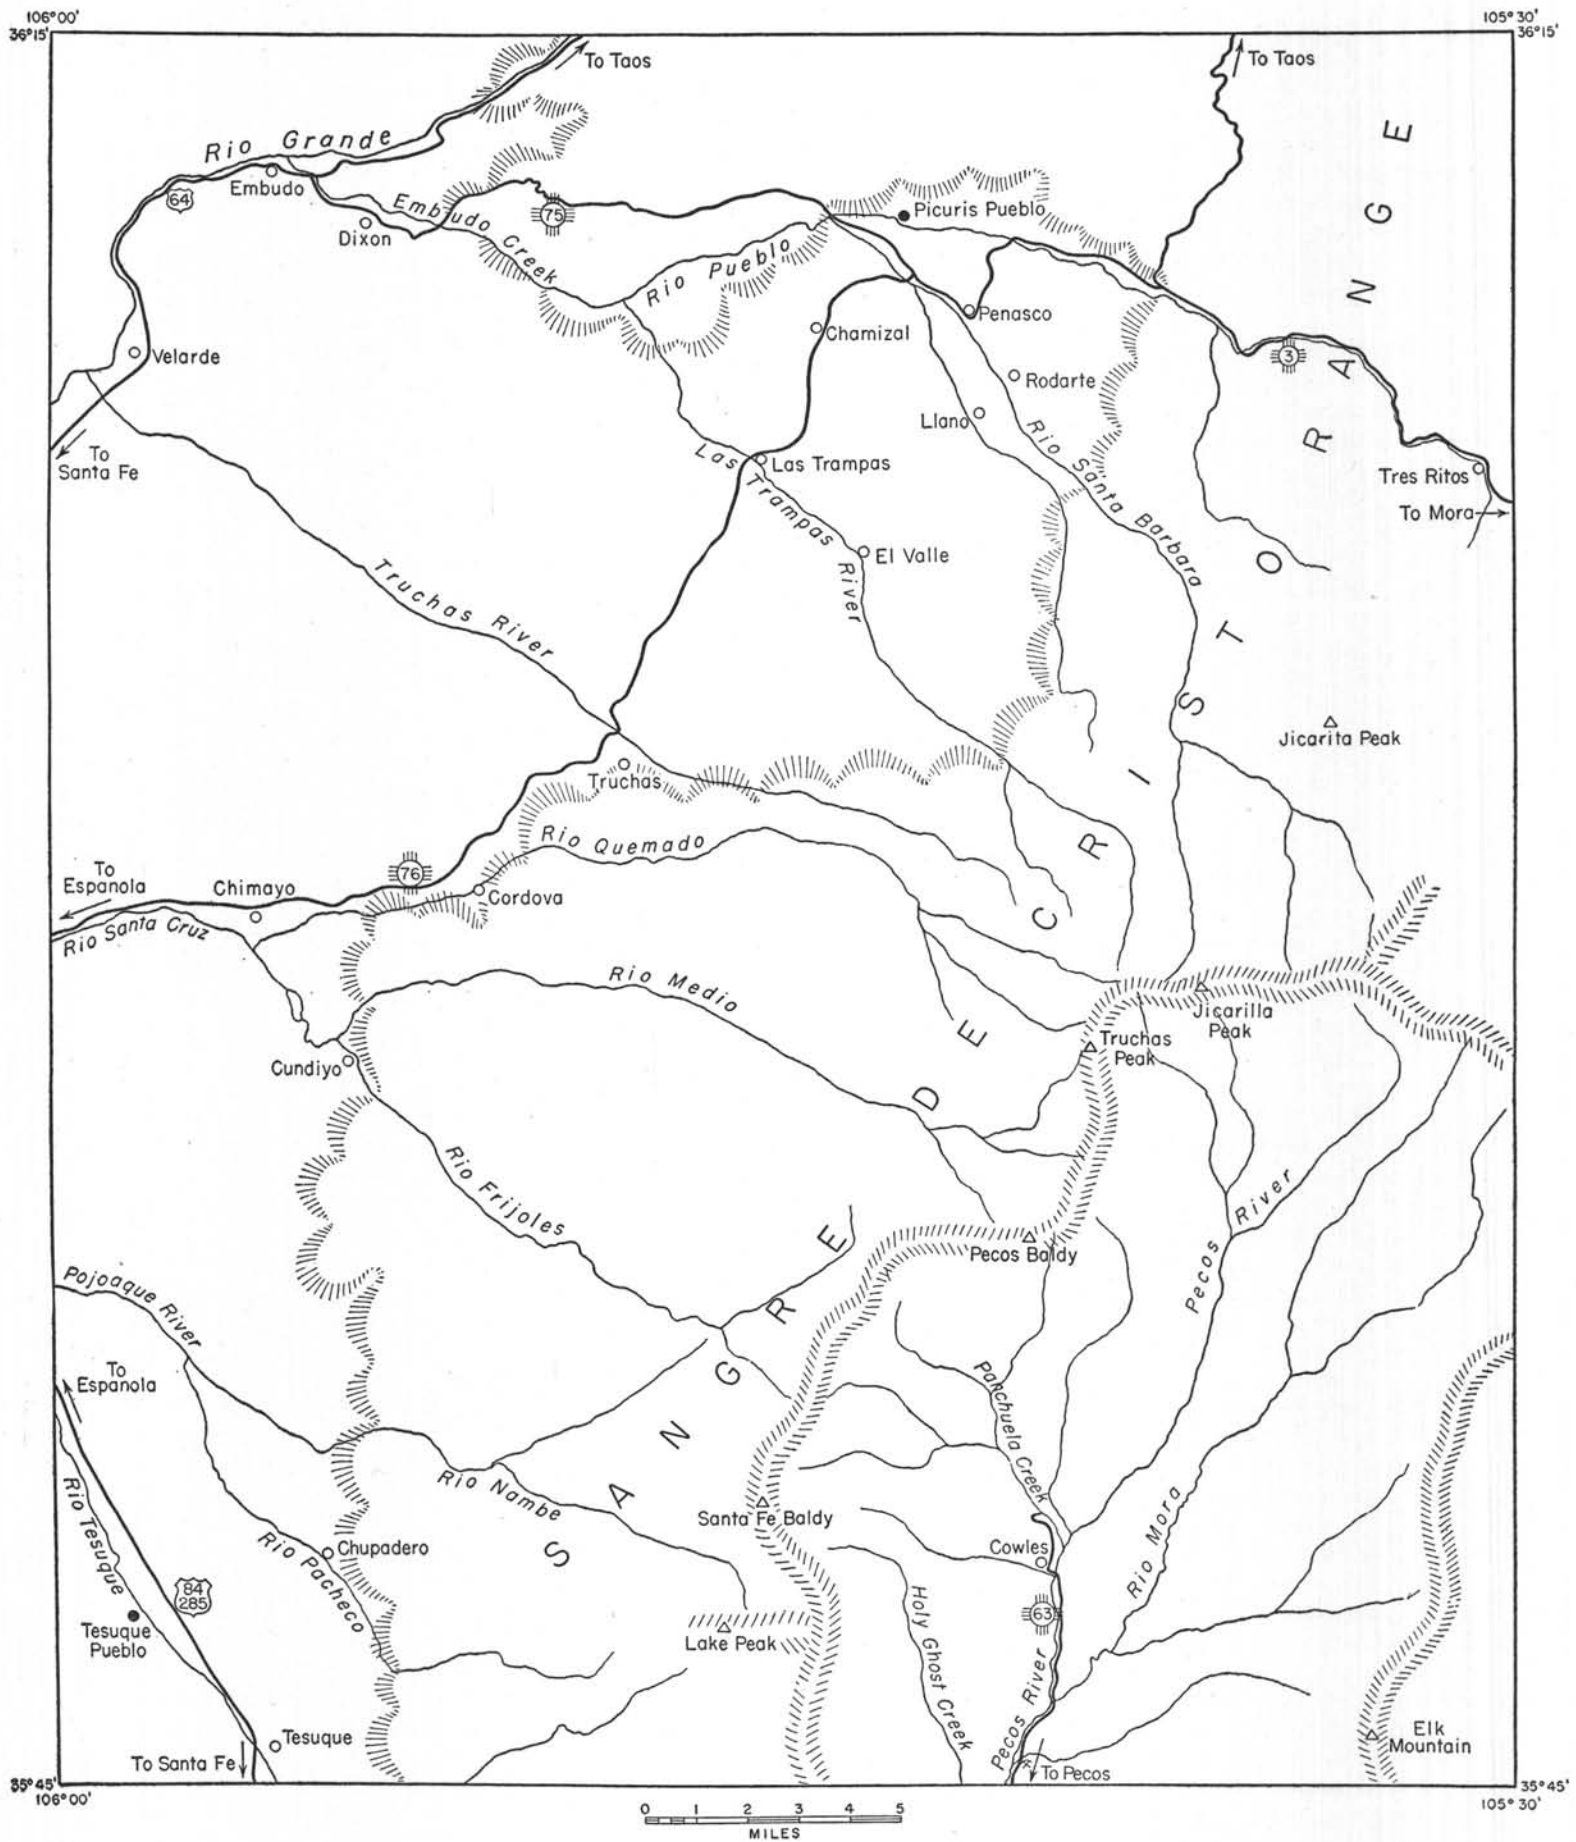 106°00'
105°30'
36°15'
36°15'
To Taos
To Taos
Rio Grande
Embudo
64
Embudo Creek
75
Dixon
Picuris Pueblo
Rio Pueblo
Penasco
Chamizal
Velarde
3
Rodarte
Llano
To
Santa Fe
Rio Santa Barbara
Las Trampas
Las Trampas River
Tres Ritos
To Mora
El Valle
Truchas River
Jicarita Peak
Truchas
Rio Quemado
76
To
Espanola
Chimayo
Cordova
Rio Santa Cruz
Rio Medio
Jicarilla
Peak
Truchas
Peak
Cundiyo
Rio Frijoles
Pecos River
Pecos Baldy
Pojoaque River
To
Espanola
Panchuela Creek
Rio Nambe
Santa Fe Baldy
SANGRE DE CRISTO RANGE
Rio Tesuque
Chupadero
Rio Pacheco
Cowles
Rio Mora
84
285
63
Tesuque
Pueblo
Lake Peak
Holy Ghost Creek
Pecos River
Elk
Mountain
Tesuque
To Santa Fe
To Pecos
35°45'
35°45'
106°00'
105°30'
0 1 2 3 4 5
MILES